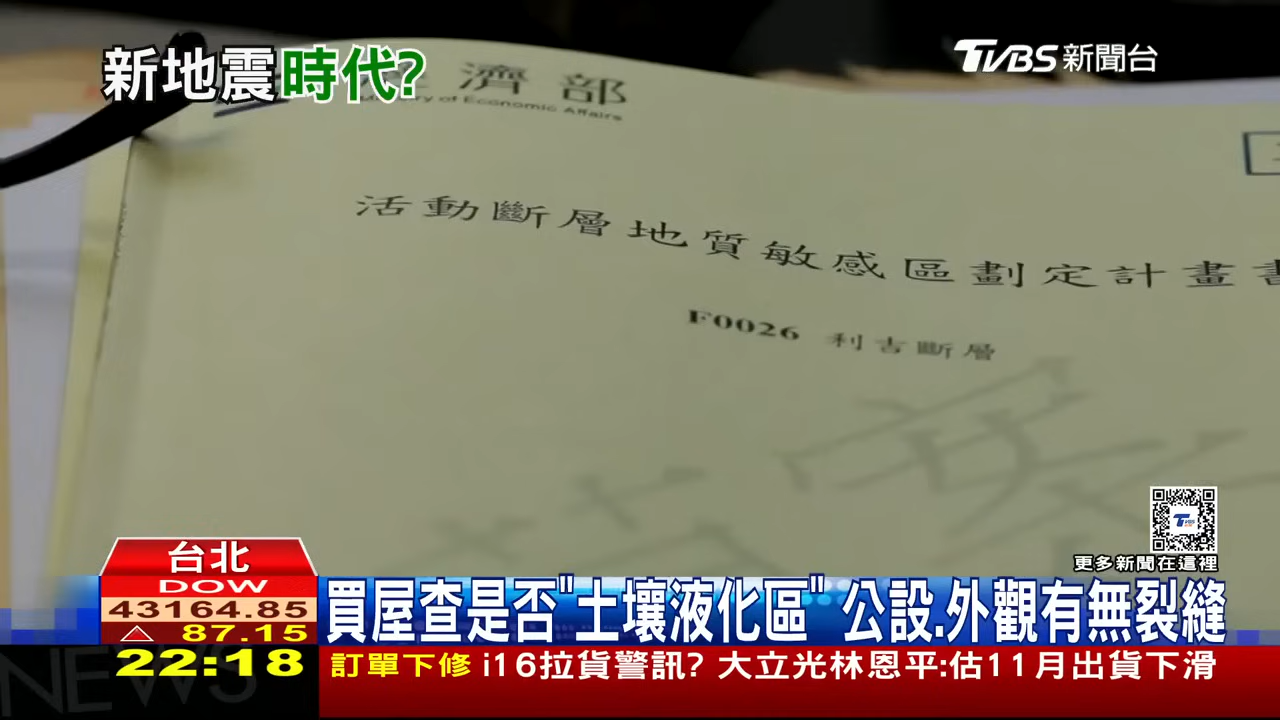 新地震時代?
TVBS新聞台
濟部
of Economic Affairs
活動斷層地質敏感區劃定計畫
F0026 利吉斷層
TVBS
更多新聞在這裡
台北
DOW
43164.85
87.15
22:18
買屋查是否"土壤液化區" 公設.外觀有無裂縫
訂單下修 i16拉貨警訊? 大立光林恩平:估11月出貨下滑
NEWS